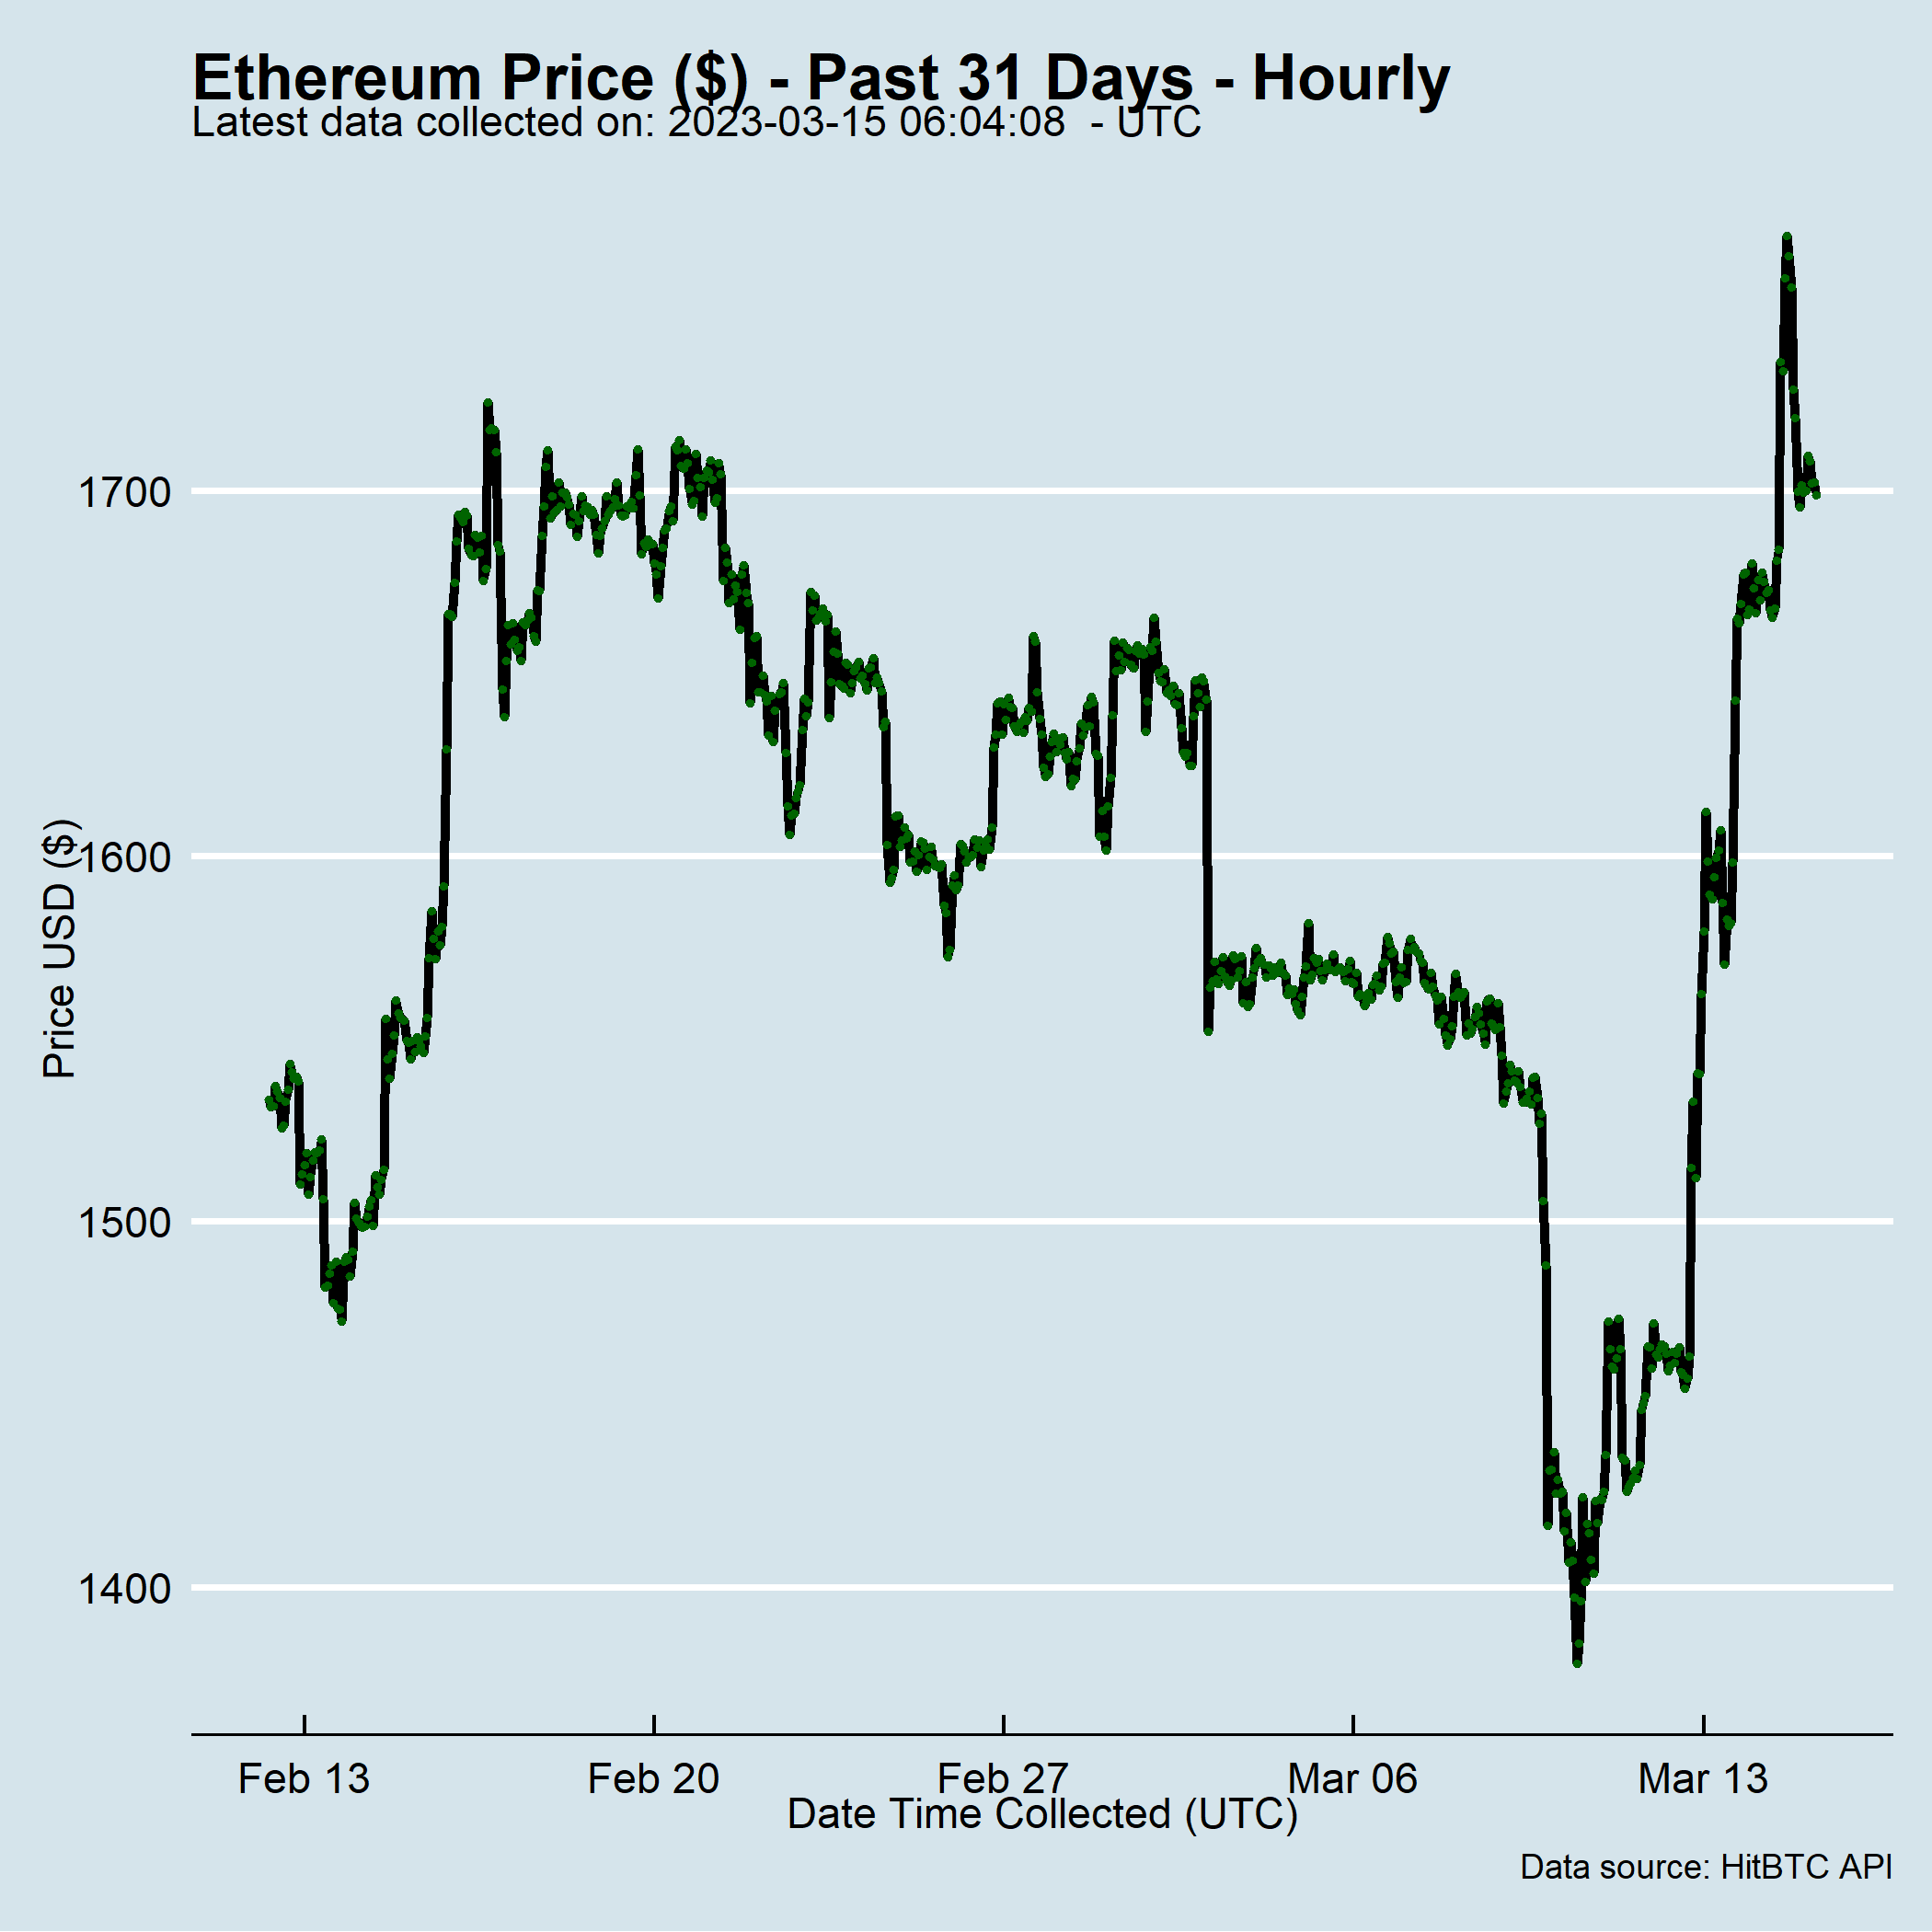 Ethereum Price ($) - Past 31 Days - Hourly
Latest data collected on: 2023-03-15 06:04:08  - UTC
Price USD ($)
1700
1600
1500
1400
Feb 13 Feb 20 Feb 27 Mar 06 Mar 13
Date Time Collected (UTC)
Data source: HitBTC API